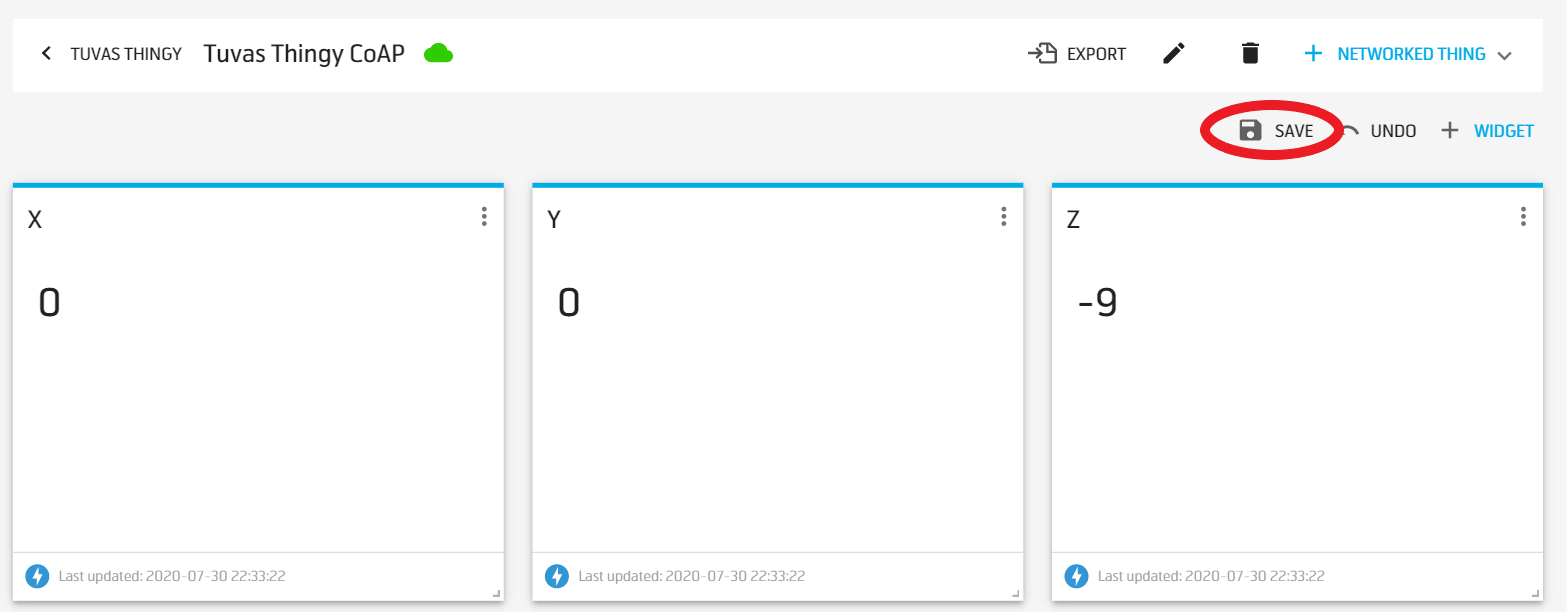 TUVAS THINGY Tuvas Thingy CoAP EXPORT NETWORKED THING
SAVE UNDO WIDGET
X Y Z
0 0 -9
Last updated: 2020-07-30 22:33:22 Last updated: 2020-07-30 22:33:22 Last updated: 2020-07-30 22:33:22